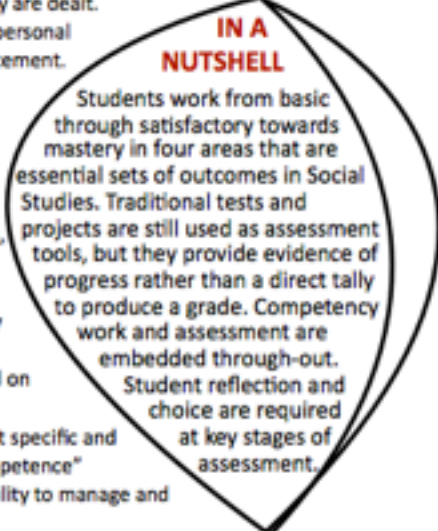 y are dealt.
personal
tement.
IN A
NUTSHELL
Students work from basic
through satisfactory towards
mastery in four areas that are
essential sets of outcomes in Social
Studies. Traditional tests and
projects are still used as assessment
tools, but they provide evidence of
progress rather than a direct tally
to produce a grade. Competency
work and assessment are
embedded through-out.
Student reflection and
choice are required
at key stages of
assessment.
on
t specific and
petence"
ility to manage and